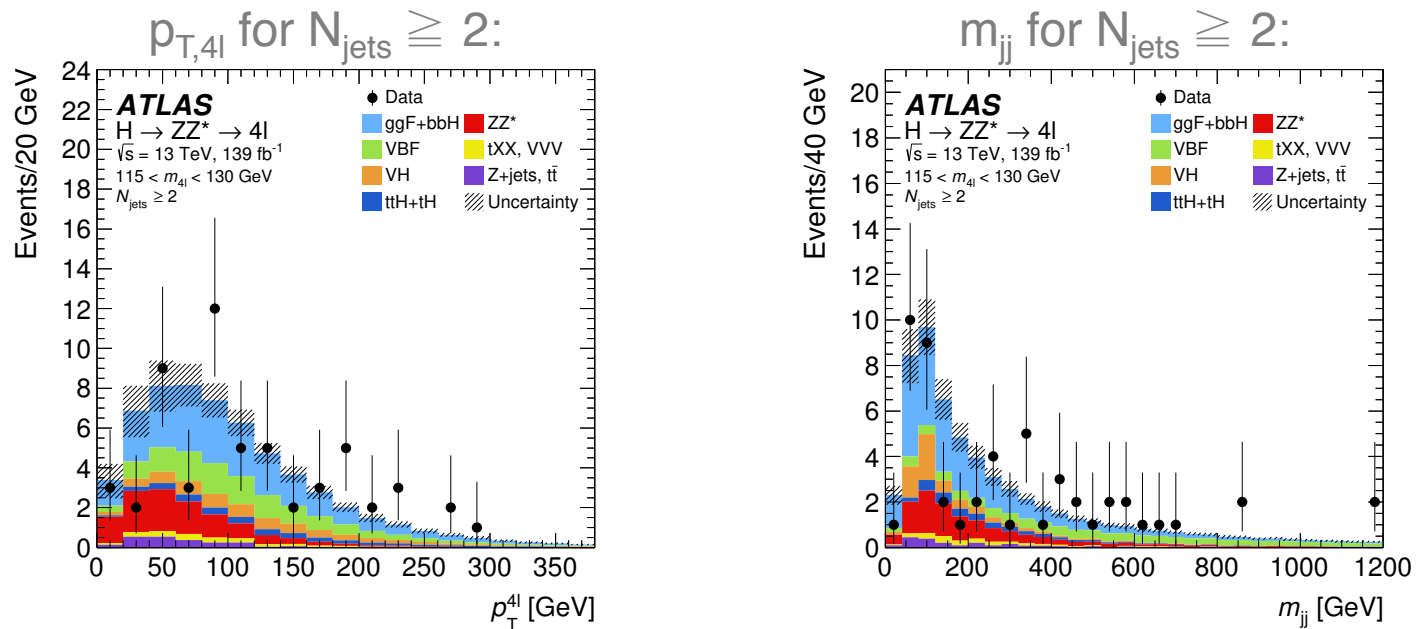 p_T,4l for N_jets ≧ 2:
Events/20 GeV
24
22
20
18
16
14
12
10
8
6
4
2
0
ATLAS
H → ZZ* → 4l
√s = 13 TeV, 139 fb⁻¹
115 < m_4l < 130 GeV
N_jets ≥ 2
Data
ggF+bbH ZZ*
VBF tXX, VVV
VH Z+jets, tt̄
ttH+tH Uncertainty
0 50 100 150 200 250 300 350
p_T^4l [GeV]
m_jj for N_jets ≧ 2:
Events/40 GeV
20
18
16
14
12
10
8
6
4
2
0
ATLAS
H → ZZ* → 4l
√s = 13 TeV, 139 fb⁻¹
115 < m_4l < 130 GeV
N_jets ≥ 2
Data
ggF+bbH ZZ*
VBF tXX, VVV
VH Z+jets, tt̄
ttH+tH Uncertainty
0 200 400 600 800 1000 1200
m_jj [GeV]